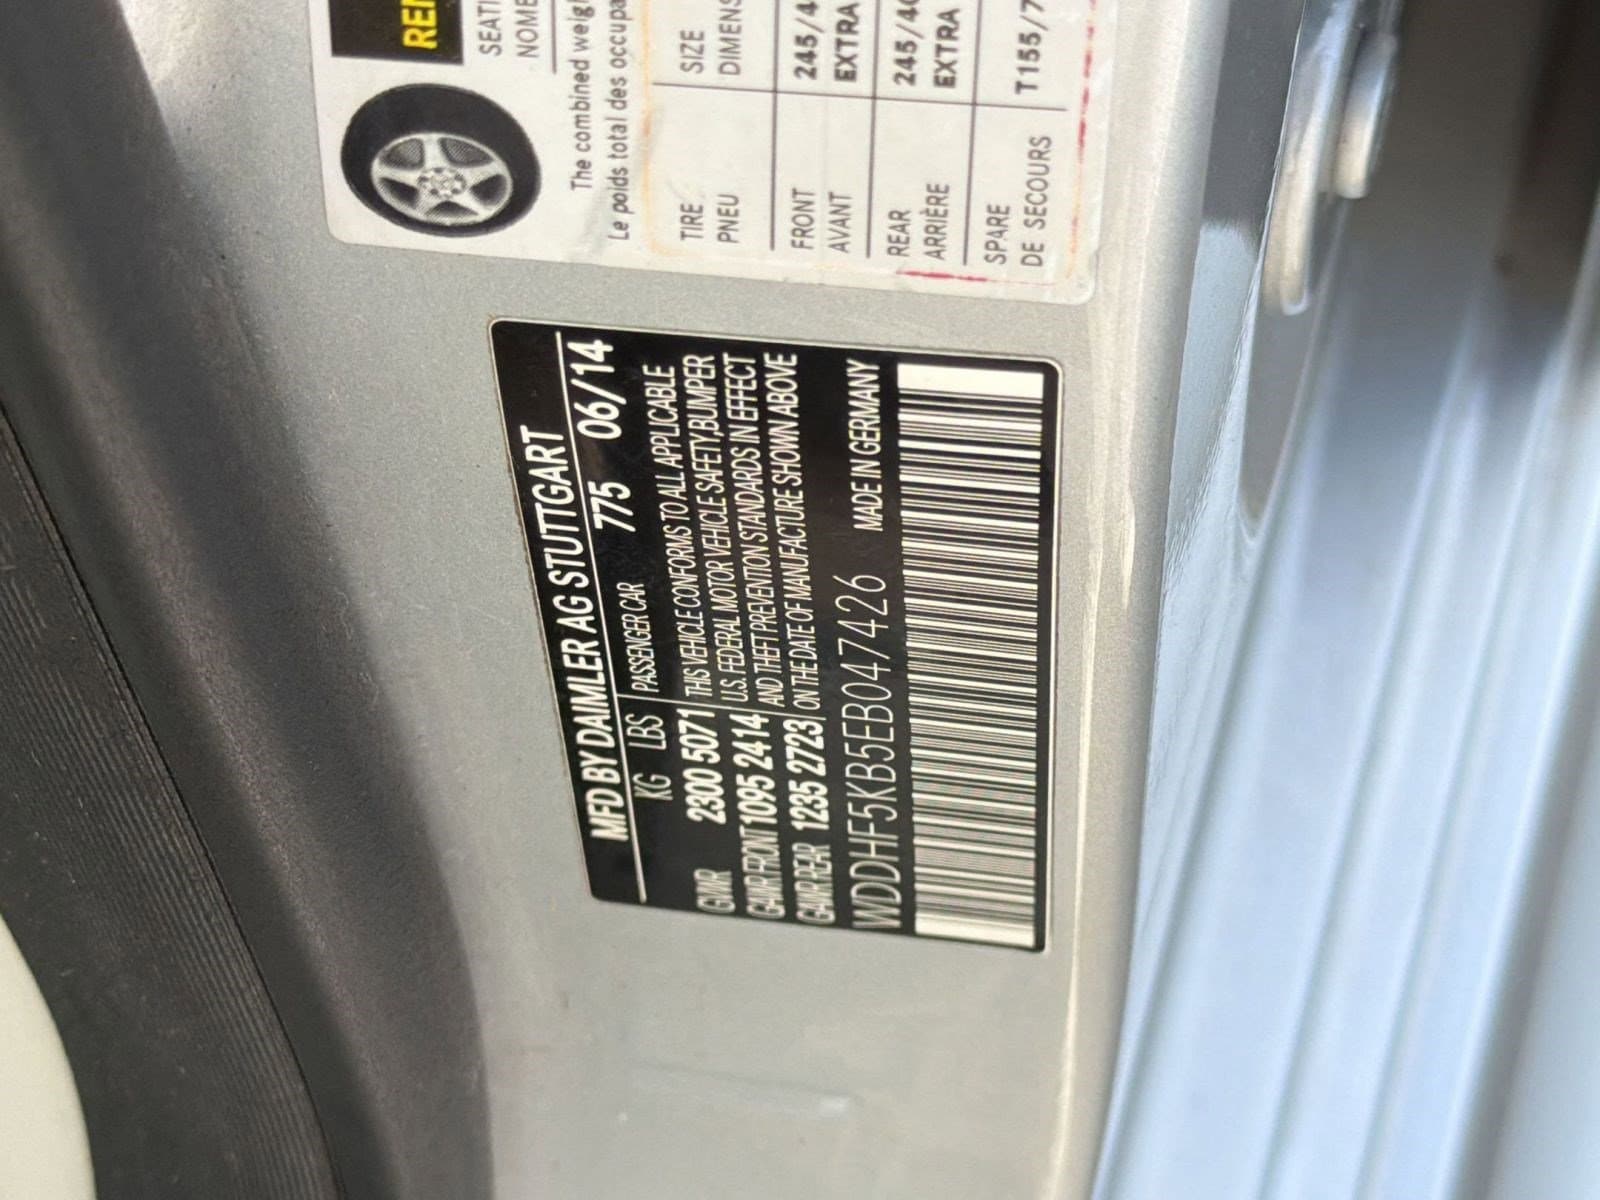 REN
SEATI
NOME
The combined weigh
Le poids total des occupa
TIRE SIZE
PNEU DIMENS
FRONT 245/4
AVANT EXTRA
REAR 245/40
ARRIÈRE EXTRA
SPARE T155/7
DE SECOURS
MFD BY DAIMLER AG STUTTGART
KG LBS PASSENGER CAR 775 06/14
GVWR 2300 5071 THIS VEHICLE CONFORMS TO ALL APPLICABLE
GAWR FRONT 1095 2414 U.S. FEDERAL MOTOR VEHICLE SAFETY,BUMPER
GAWR REAR 1235 2723 AND THEFT PREVENTION STANDARDS IN EFFECT
ON THE DATE OF MANUFACTURE SHOWN ABOVE
WDDHF5KB5EB047426 MADE IN GERMANY